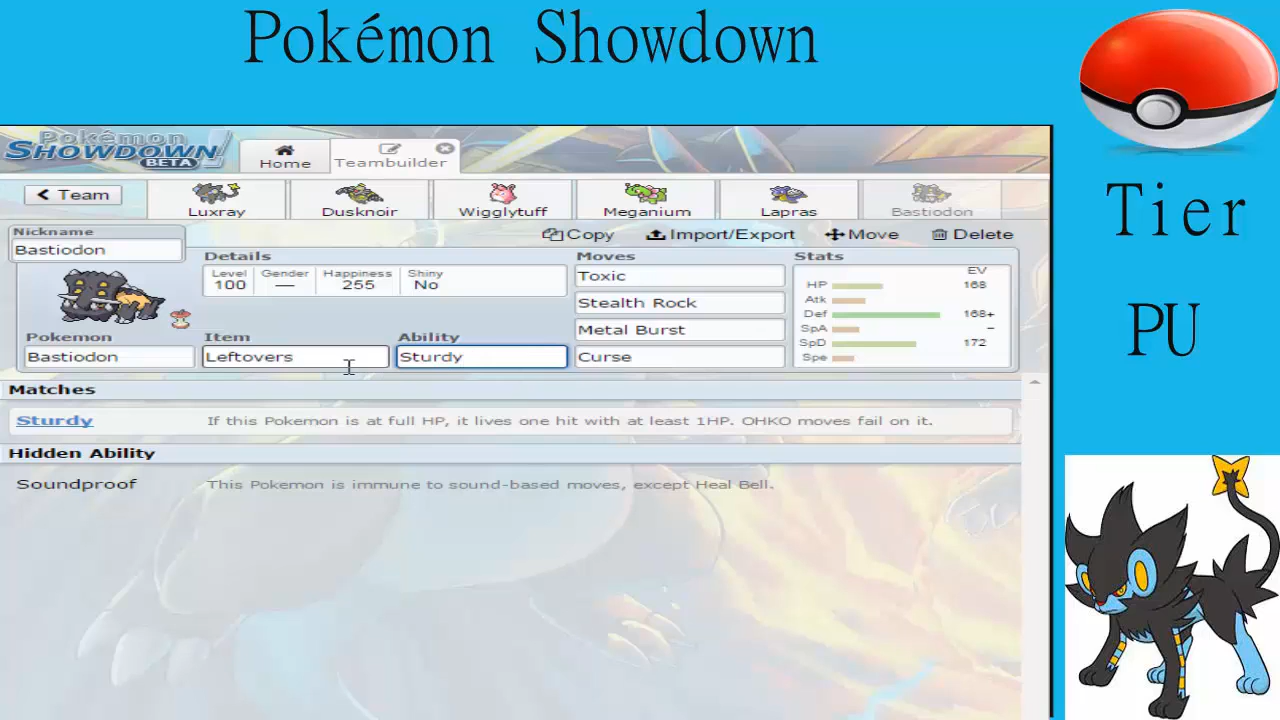 Pokémon Showdown
Pokémon
SHOWDOWN
BETA
Home
Teambuilder
Team
Luxray
Dusknoir
Wigglytuff
Meganium
Lapras
Bastiodon
Copy
Import/Export
Move
Delete
Nickname
Bastiodon
Pokemon
Bastiodon
Details
Level Gender Happiness Shiny
100 — 255 No
Item
Leftovers
Ability
Sturdy
Moves
Toxic
Stealth Rock
Metal Burst
Curse
Stats
EV
HP 168
Atk
Def 168+
SpA –
SpD 172
Spe
Matches
Sturdy If this Pokemon is at full HP, it lives one hit with at least 1HP. OHKO moves fail on it.
Hidden Ability
Soundproof This Pokemon is immune to sound-based moves, except Heal Bell.
Tier
PU